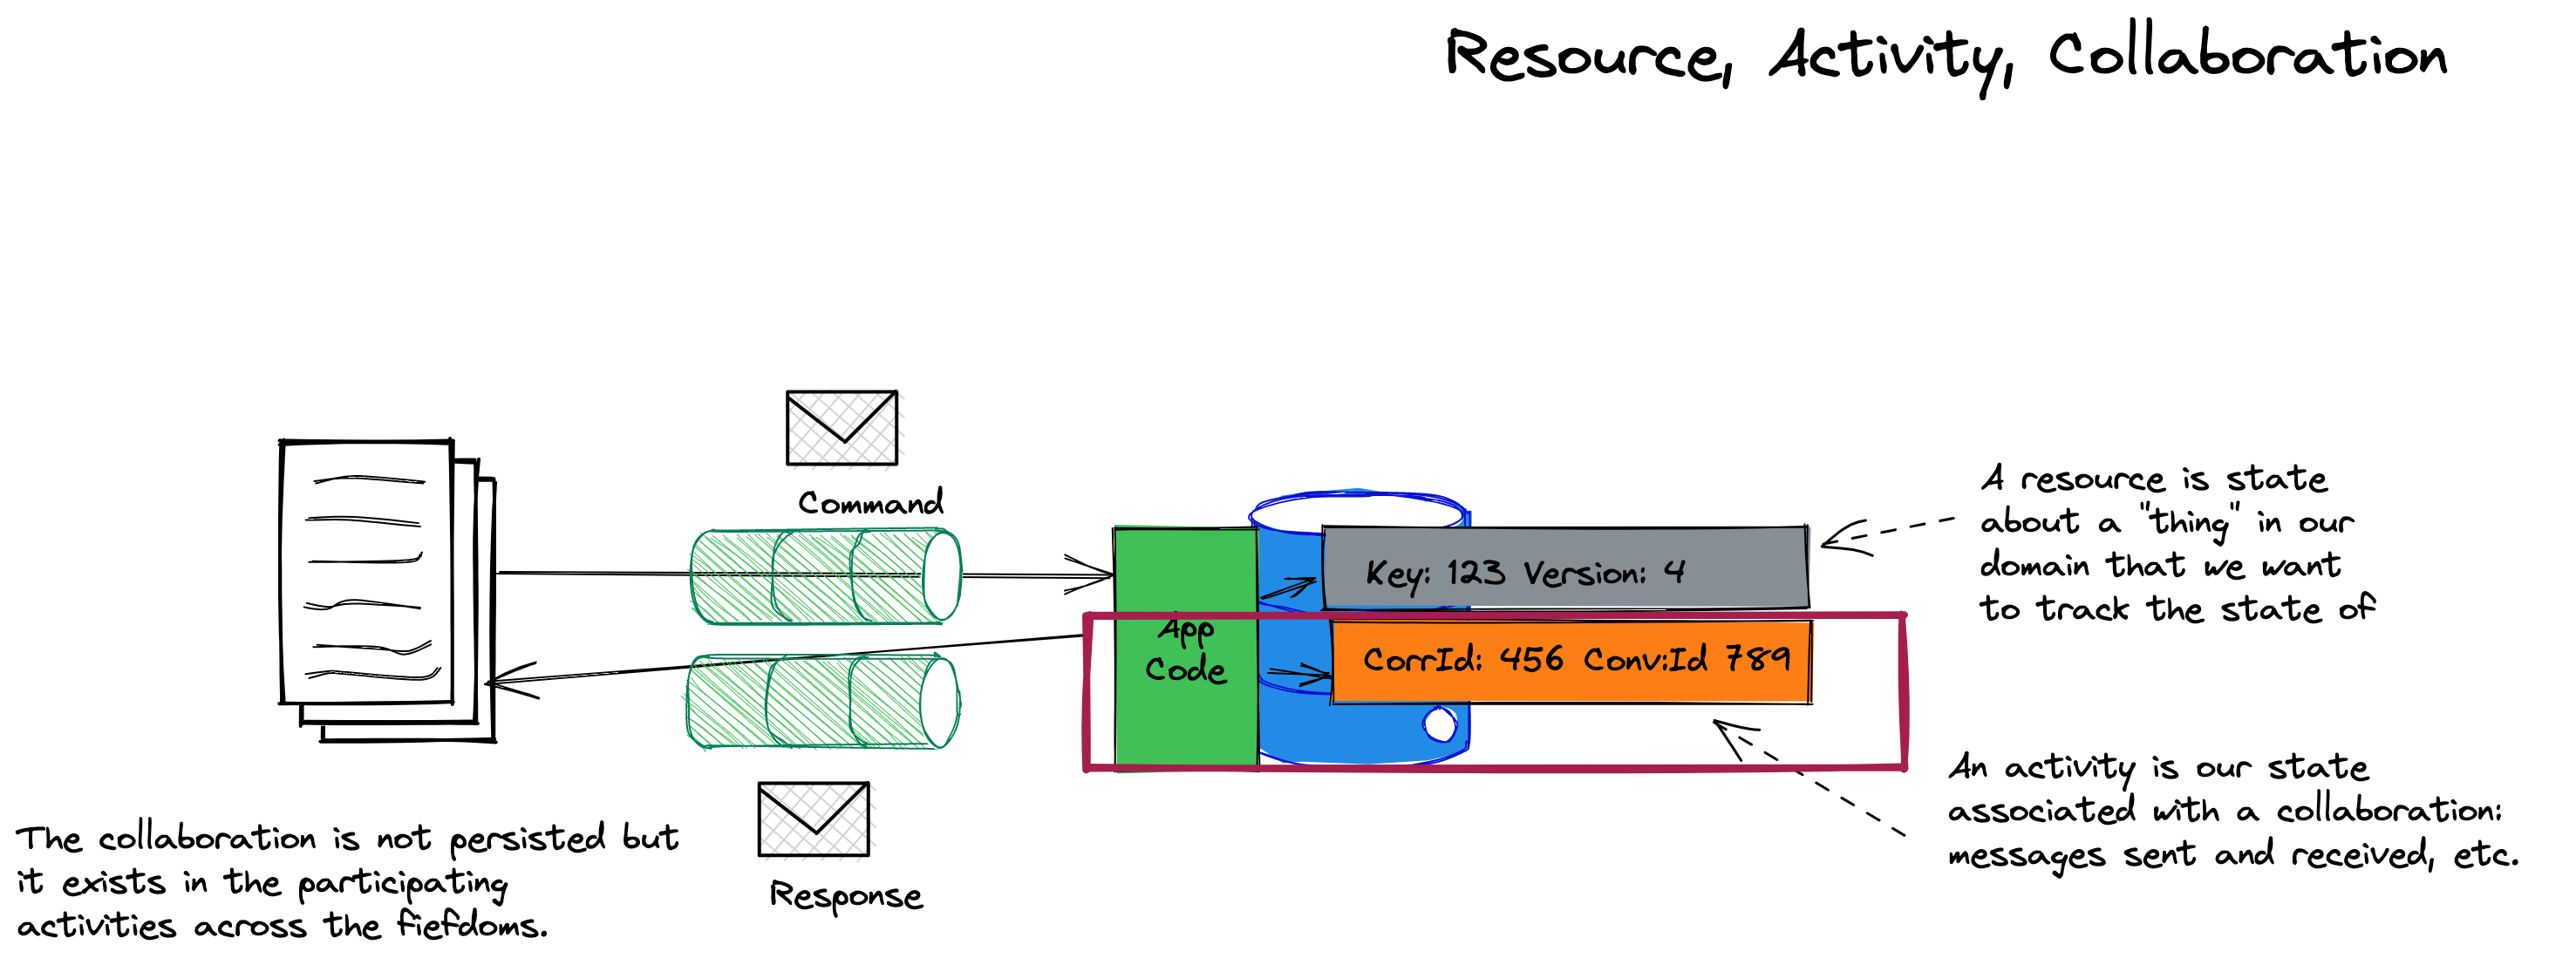 Resource, Activity, Collaboration
Command
A resource is state
about a "thing" in our
domain that we want
to track the state of
Key: 123 Version: 4
App
Code
CorrId: 456 Conv:Id 789
An activity is our state
associated with a collaboration:
messages sent and received, etc.
The collaboration is not persisted but
it exists in the participating
activities across the fiefdoms.
Response